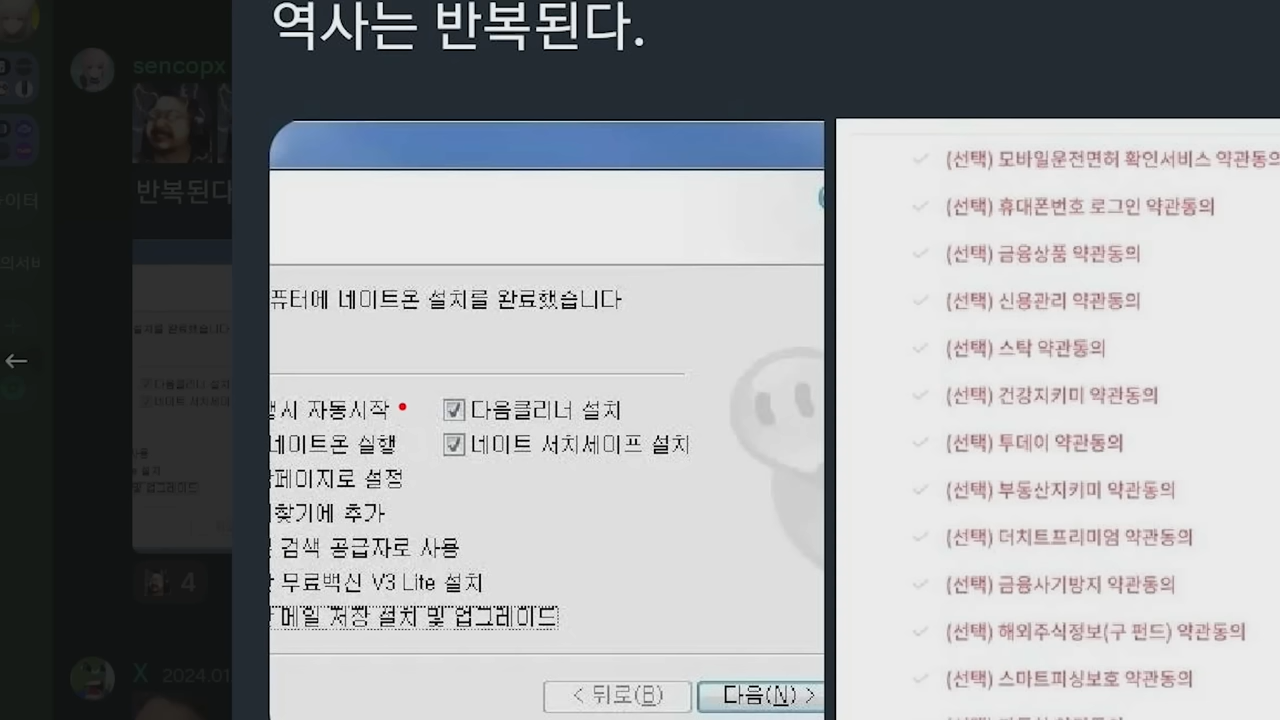 역사는 반복된다.
sencopx
반복된다
이터
의서버
4
X 2024.01
퓨터에 네이트온 설치를 완료했습니다
시 자동시작
다음클리너 설치
네이트온 실행
네이트 서치세이프 설치
페이지로 설정
찾기에 추가
검색 공급자로 사용
무료백신 V3 Lite 설치
메일 저장 설치 및 업그레이드
< 뒤로(B)
다음(N) >
(선택) 모바일운전면허 확인서비스 약관동의
(선택) 휴대폰번호 로그인 약관동의
(선택) 금융상품 약관동의
(선택) 신용관리 약관동의
(선택) 스탁 약관동의
(선택) 건강지키미 약관동의
(선택) 투데이 약관동의
(선택) 부동산지키미 약관동의
(선택) 더치트프리미엄 약관동의
(선택) 금융사기방지 약관동의
(선택) 해외주식정보(구 펀드) 약관동의
(선택) 스마트피싱보호 약관동의